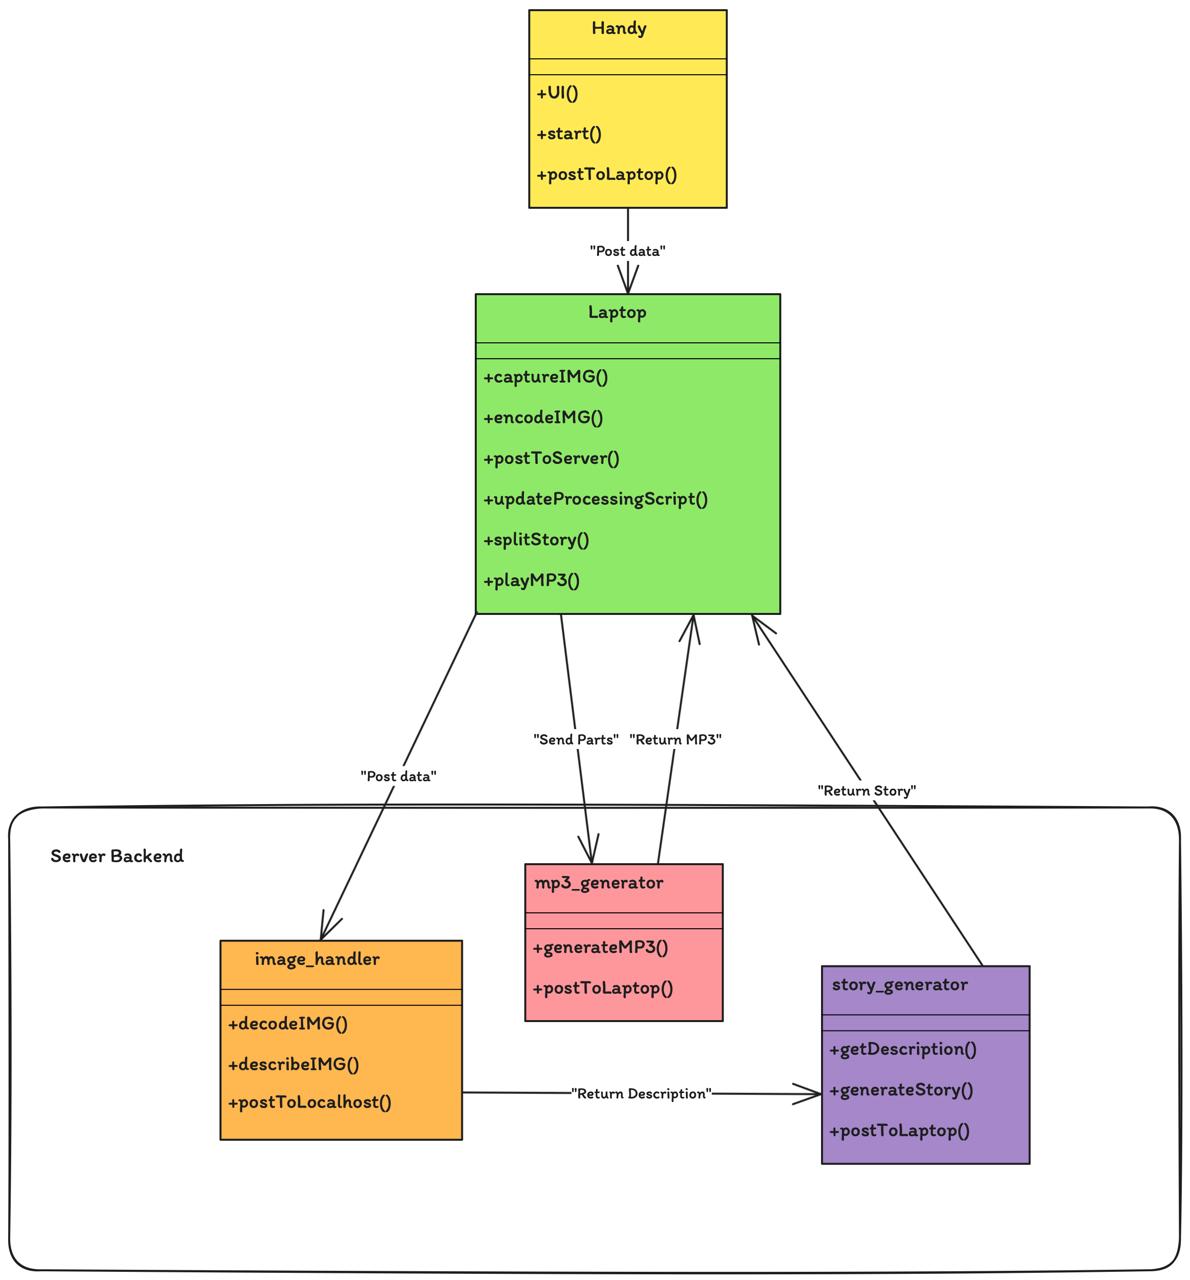 Handy
+UI()
+start()
+postToLaptop()
"Post data"
Laptop
+captureIMG()
+encodeIMG()
+postToServer()
+updateProcessingScript()
+splitStory()
+playMP3()
"Send Parts"
"Return MP3"
"Post data"
"Return Story"
Server Backend
mp3_generator
+generateMP3()
+postToLaptop()
image_handler
+decodeIMG()
+describeIMG()
+postToLocalhost()
"Return Description"
story_generator
+getDescription()
+generateStory()
+postToLaptop()